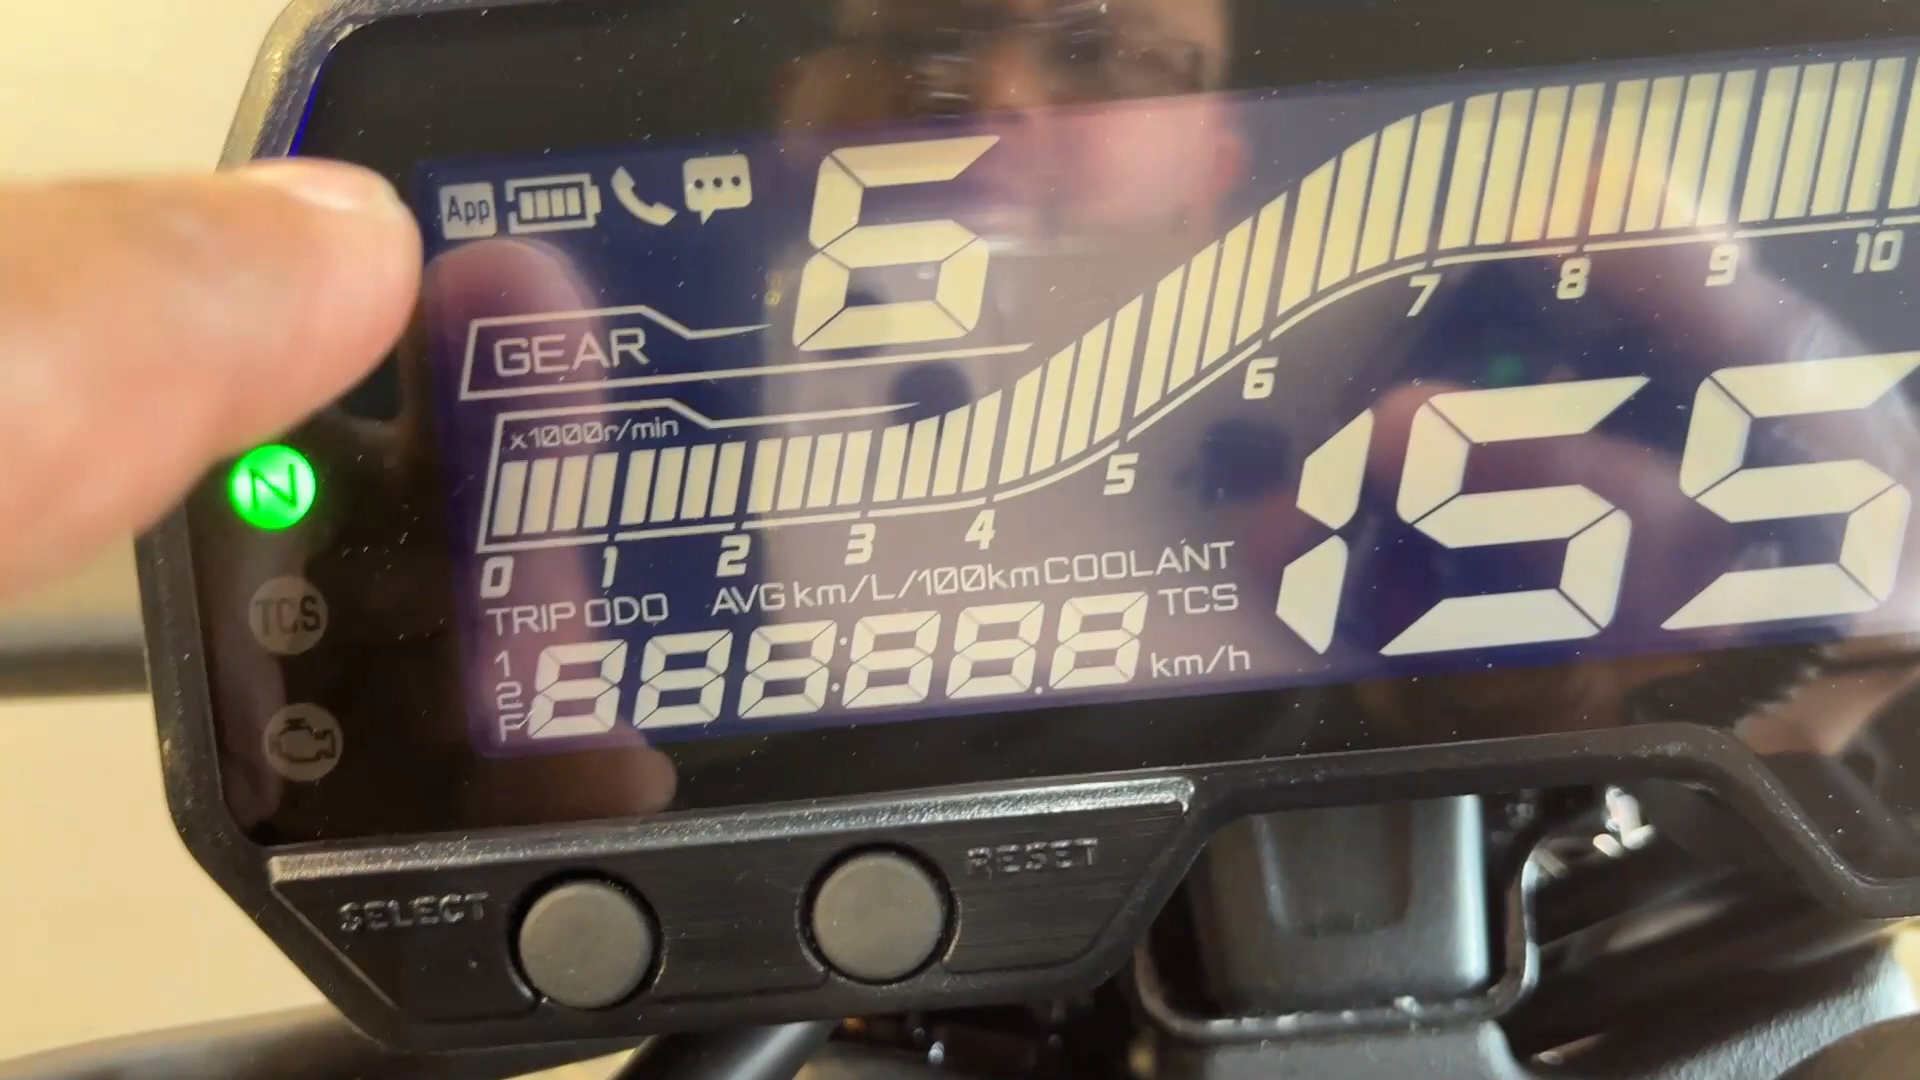 App
6
GEAR
x1000r/min
0 1 2 3 4 5 6 7 8 9 10
155
TRIP ODO AVG km/L/100km COOLANT
TCS
1
2
F
888:888.8 km/h
N
TCS
SELECT
RESET